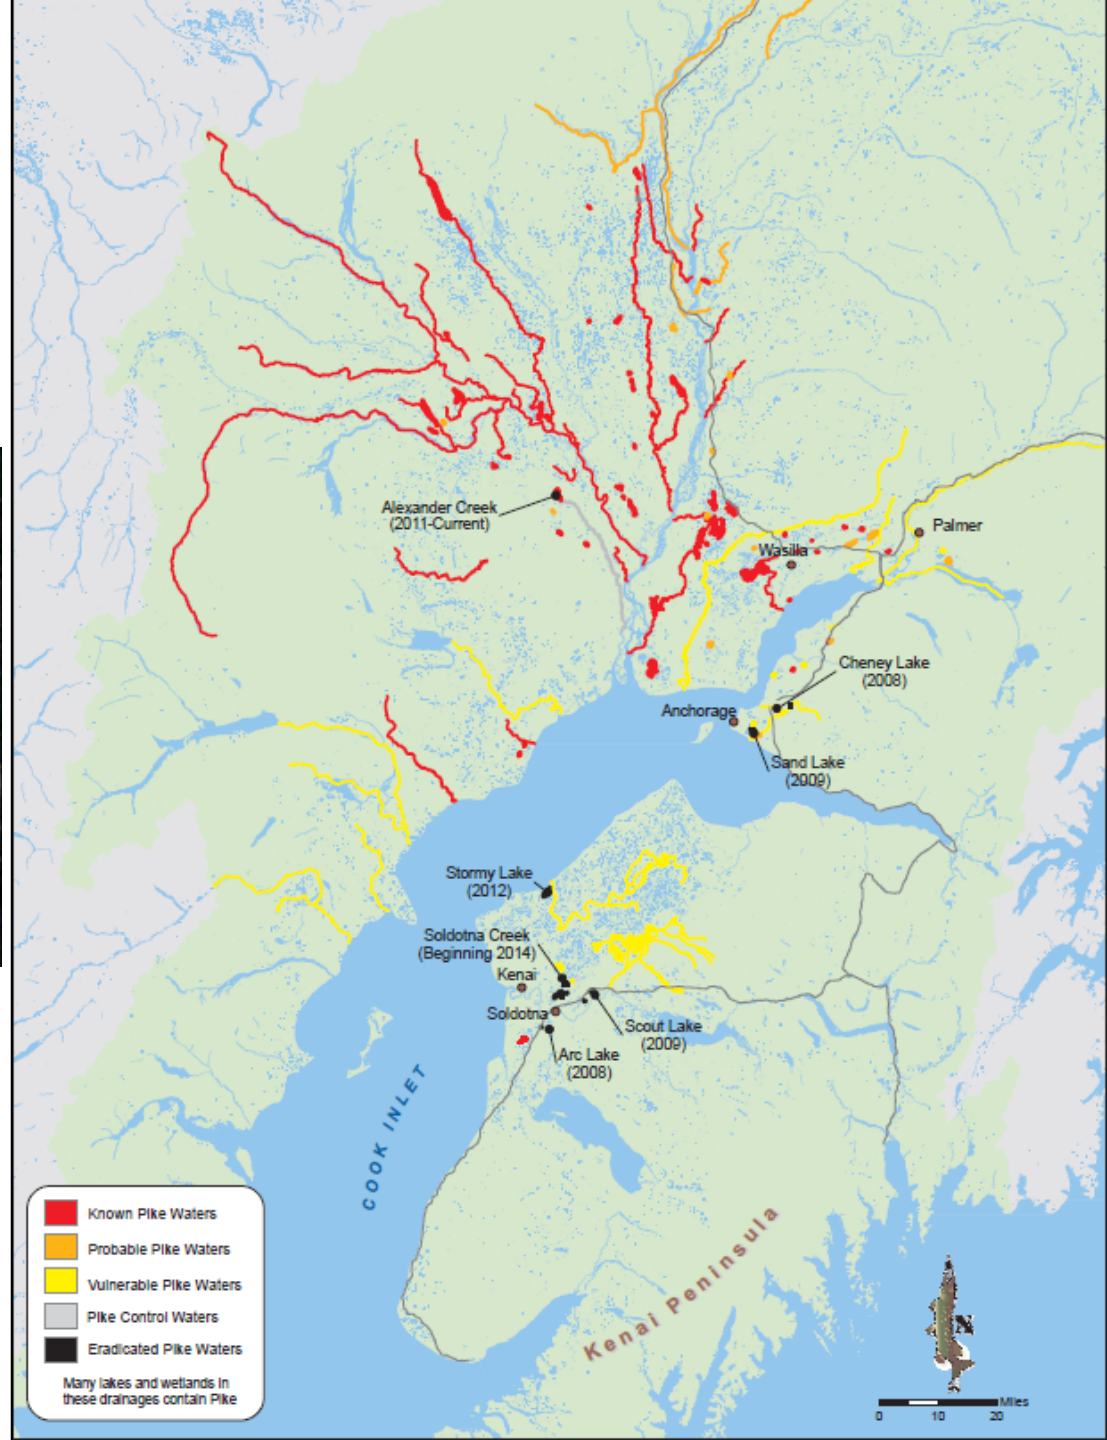 Alexander Creek
(2011-Current)
Palmer
Wasilla
Cheney Lake
(2008)
Anchorage
Sand Lake
(2009)
Stormy Lake
(2012)
Soldotna Creek
(Beginning 2014)
Kenai
Soldotna
Scout Lake
(2009)
Arc Lake
(2008)
COOK INLET
Kenai Peninsula
Known Pike Waters
Probable Pike Waters
Vulnerable Pike Waters
Pike Control Waters
Eradicated Pike Waters
Many lakes and wetlands in
these drainages contain Pike
N
Miles
0 10 20